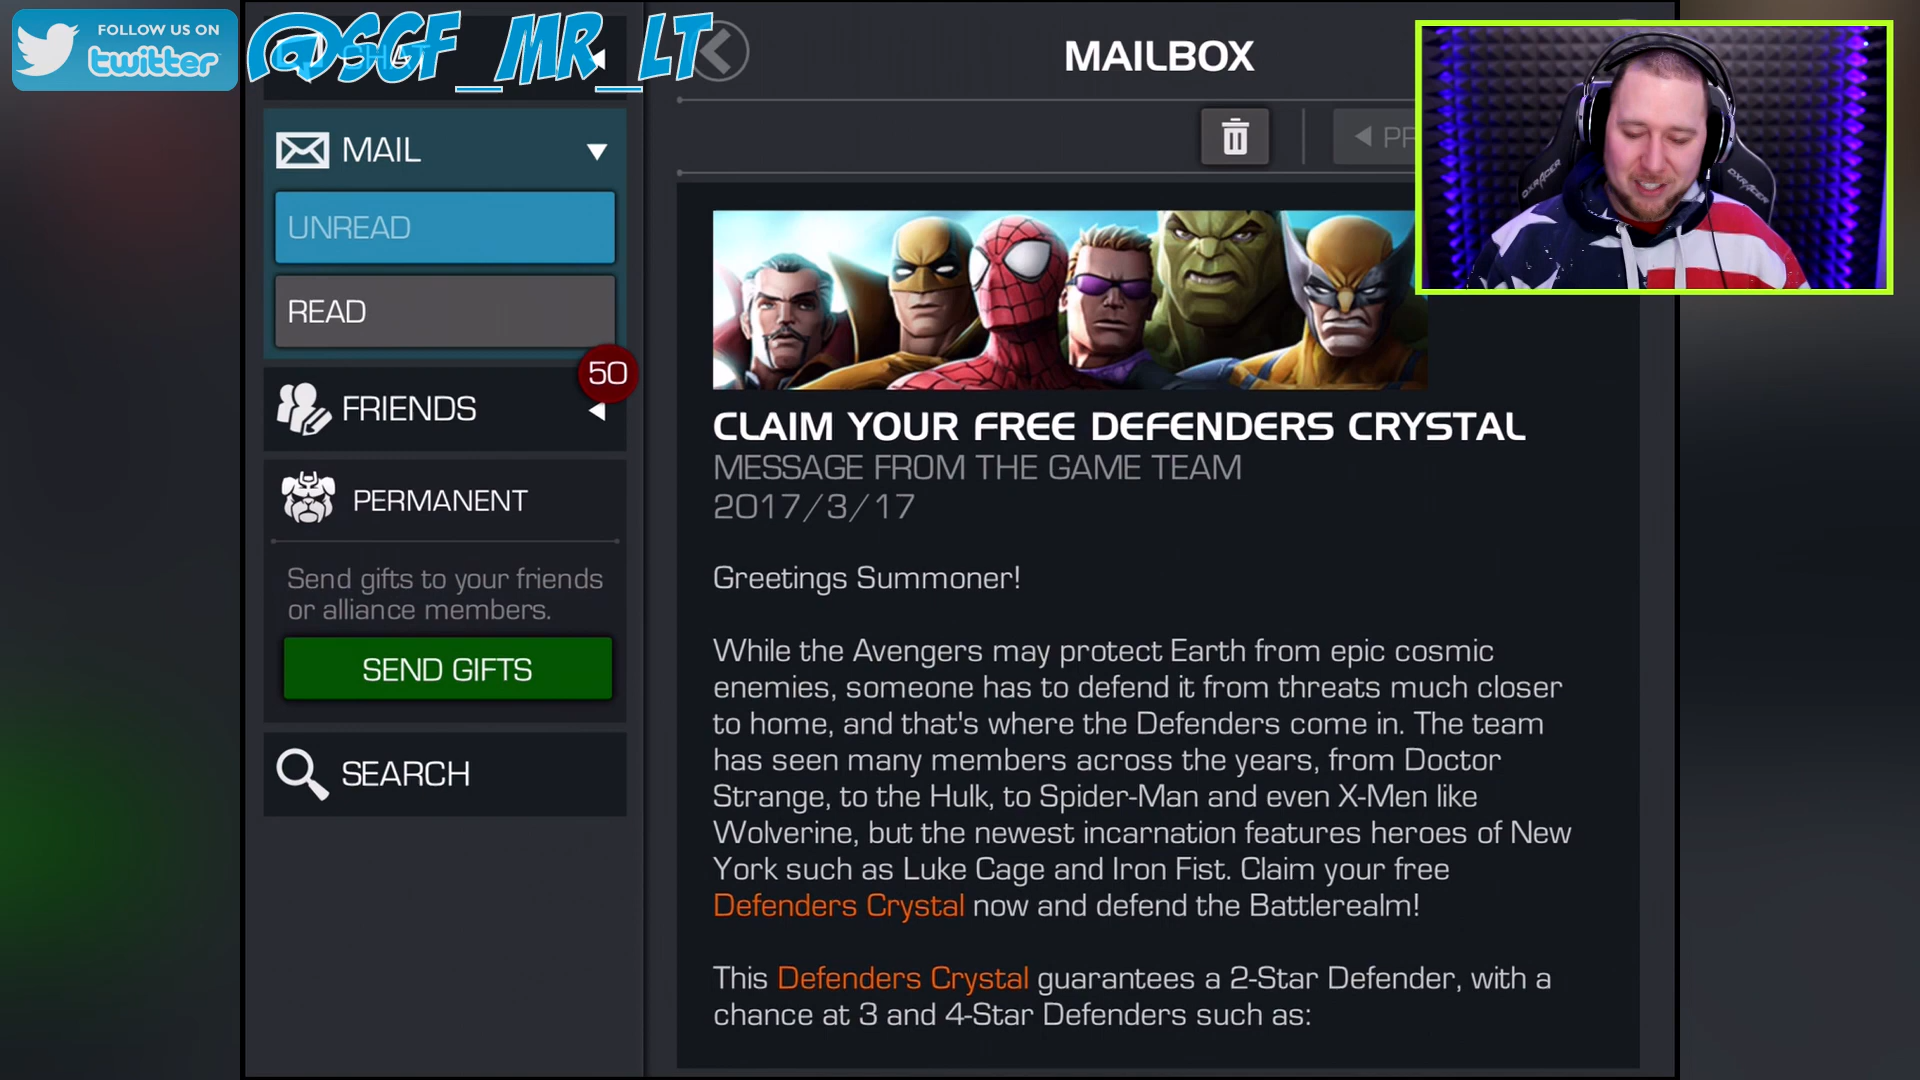 FOLLOW US ON
twitter
@SGF_MR_LT
CHAT
MAIL
UNREAD
READ
50
FRIENDS
PERMANENT
Send gifts to your friends
or alliance members.
SEND GIFTS
SEARCH
MAILBOX
CLAIM YOUR FREE DEFENDERS CRYSTAL
MESSAGE FROM THE GAME TEAM
2017/3/17
Greetings Summoner!
While the Avengers may protect Earth from epic cosmic
enemies, someone has to defend it from threats much closer
to home, and that's where the Defenders come in. The team
has seen many members across the years, from Doctor
Strange, to the Hulk, to Spider-Man and even X-Men like
Wolverine, but the newest incarnation features heroes of New
York such as Luke Cage and Iron Fist. Claim your free
Defenders Crystal now and defend the Battlerealm!
This Defenders Crystal guarantees a 2-Star Defender, with a
chance at 3 and 4-Star Defenders such as:
DXRACER
DXRACER